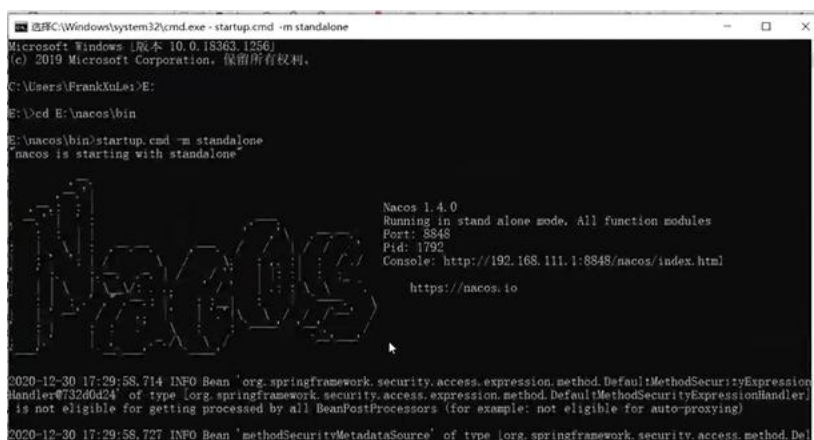 选择C:\Windows\system32\cmd.exe - startup.cmd -m standalone
Microsoft Windows [版本 10.0.18363.1256]
(c) 2019 Microsoft Corporation。保留所有权利。
C:\Users\FrankXuLei>E:
E:\>cd E:\nacos\bin
E:\nacos\bin>startup.cmd -m standalone
"nacos is starting with standalone"
Nacos 1.4.0
Running in stand alone mode, All function modules
Port: 8848
Pid: 1792
Console: http://192.168.111.1:8848/nacos/index.html
https://nacos.io
2020-12-30 17:29:58.714 INFO Bean 'org.springframework.security.access.expression.method.DefaultMethodSecurityExpression
Handler@732d0d24' of type [org.springframework.security.access.expression.method.DefaultMethodSecurityExpressionHandler]
is not eligible for getting processed by all BeanPostProcessors (for example: not eligible for auto-proxying)
2020-12-30 17:29:58.727 INFO Bean 'methodSecurityMetadataSource' of type [org.springframework.security.access.method.Del